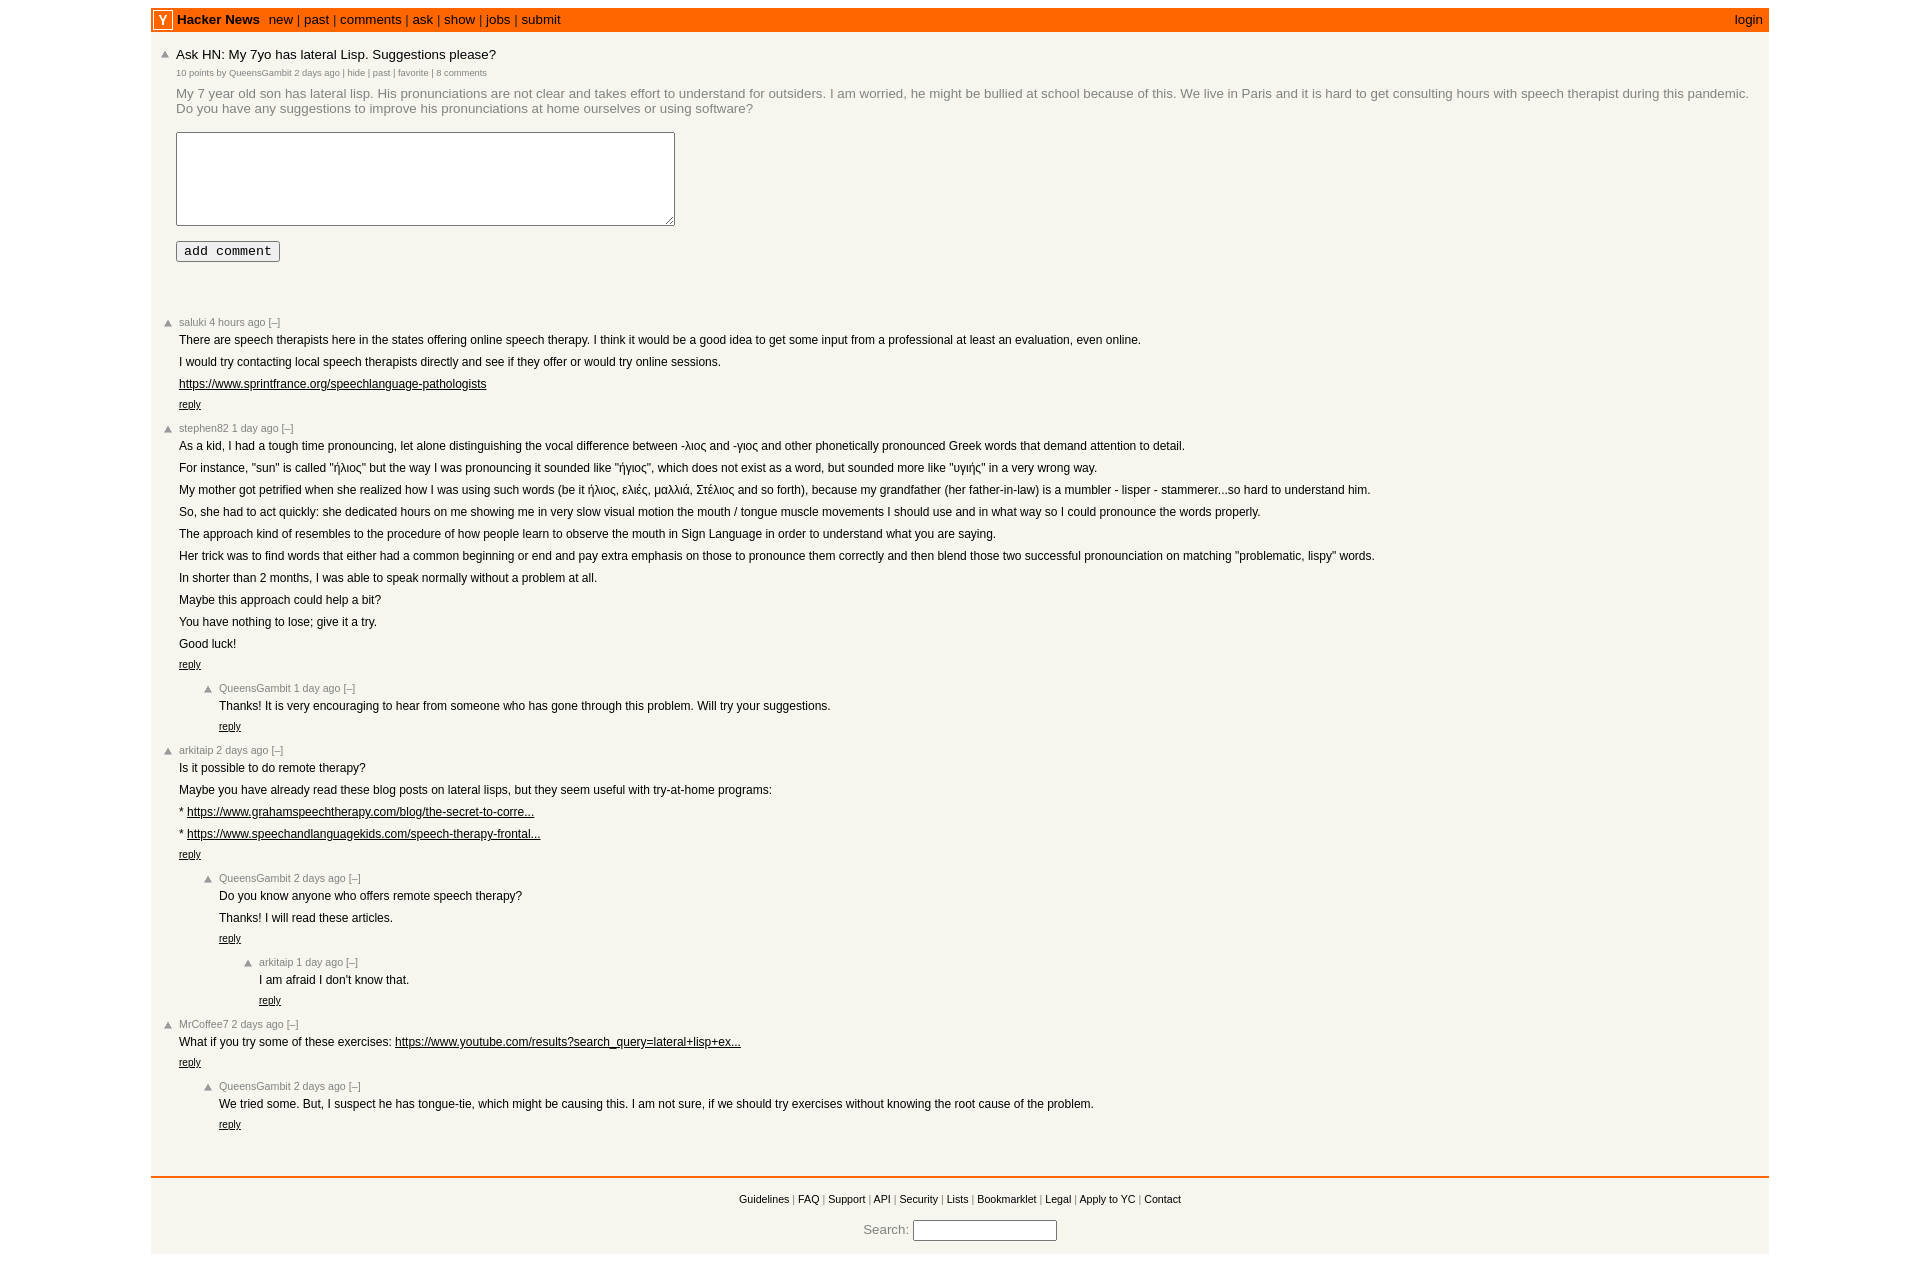 Y Hacker News new | past | comments | ask | show | jobs | submit login
Ask HN: My 7yo has lateral Lisp. Suggestions please?
10 points by QueensGambit 2 days ago | hide | past | favorite | 8 comments
My 7 year old son has lateral lisp. His pronunciations are not clear and takes effort to understand for outsiders. I am worried, he might be bullied at school because of this. We live in Paris and it is hard to get consulting hours with speech therapist during this pandemic.
Do you have any suggestions to improve his pronunciations at home ourselves or using software?
add comment
saluki 4 hours ago [–]
There are speech therapists here in the states offering online speech therapy. I think it would be a good idea to get some input from a professional at least an evaluation, even online.
I would try contacting local speech therapists directly and see if they offer or would try online sessions.
https://www.sprintfrance.org/speechlanguage-pathologists
reply
stephen82 1 day ago [–]
As a kid, I had a tough time pronouncing, let alone distinguishing the vocal difference between -λιος and -γιος and other phonetically pronounced Greek words that demand attention to detail.
For instance, "sun" is called "ήλιος" but the way I was pronouncing it sounded like "ήγιος", which does not exist as a word, but sounded more like "υγιής" in a very wrong way.
My mother got petrified when she realized how I was using such words (be it ήλιος, ελιές, μαλλιά, Στέλιος and so forth), because my grandfather (her father-in-law) is a mumbler - lisper - stammerer...so hard to understand him.
So, she had to act quickly: she dedicated hours on me showing me in very slow visual motion the mouth / tongue muscle movements I should use and in what way so I could pronounce the words properly.
The approach kind of resembles to the procedure of how people learn to observe the mouth in Sign Language in order to understand what you are saying.
Her trick was to find words that either had a common beginning or end and pay extra emphasis on those to pronounce them correctly and then blend those two successful pronounciation on matching "problematic, lispy" words.
In shorter than 2 months, I was able to speak normally without a problem at all.
Maybe this approach could help a bit?
You have nothing to lose; give it a try.
Good luck!
reply
QueensGambit 1 day ago [–]
Thanks! It is very encouraging to hear from someone who has gone through this problem. Will try your suggestions.
reply
arkitaip 2 days ago [–]
Is it possible to do remote therapy?
Maybe you have already read these blog posts on lateral lisps, but they seem useful with try-at-home programs:
* https://www.grahamspeechtherapy.com/blog/the-secret-to-corre...
* https://www.speechandlanguagekids.com/speech-therapy-frontal...
reply
QueensGambit 2 days ago [–]
Do you know anyone who offers remote speech therapy?
Thanks! I will read these articles.
reply
arkitaip 1 day ago [–]
I am afraid I don't know that.
reply
MrCoffee7 2 days ago [–]
What if you try some of these exercises: https://www.youtube.com/results?search_query=lateral+lisp+ex...
reply
QueensGambit 2 days ago [–]
We tried some. But, I suspect he has tongue-tie, which might be causing this. I am not sure, if we should try exercises without knowing the root cause of the problem.
reply
Guidelines | FAQ | Support | API | Security | Lists | Bookmarklet | Legal | Apply to YC | Contact
Search: